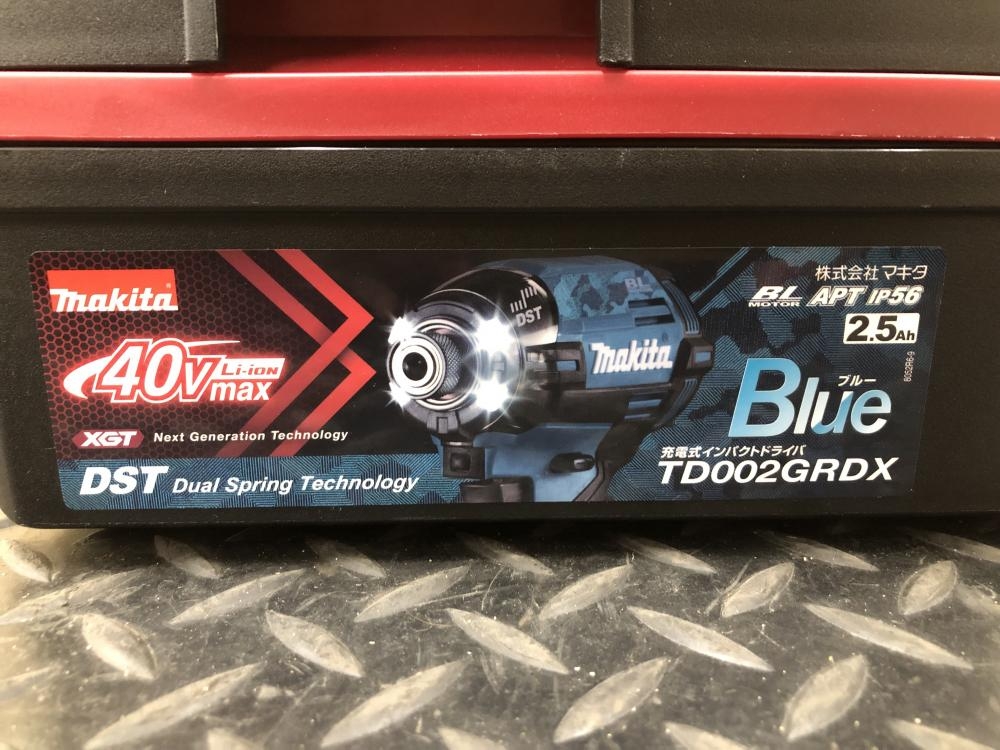 makita
40Vmax Li-ion
XGT Next Generation Technology
DST Dual Spring Technology
DST
BL
makita
株式会社マキタ
BL MOTOR APT IP56
2.5Ah
Blue
ブルー
充電式インパクトドライバ
TD002GRDX